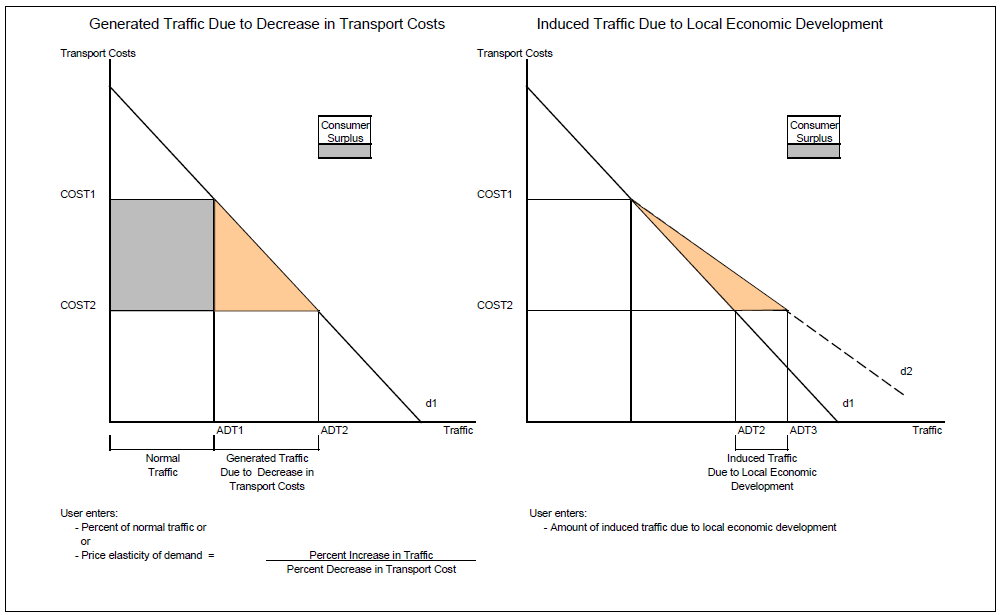 Generated Traffic Due to Decrease in Transport Costs
Transport Costs
Consumer
Surplus
COST1
COST2
d1
ADT1
ADT2
Traffic
Normal
Traffic
Generated Traffic
Due to Decrease in
Transport Costs
User enters:
- Percent of normal traffic or
or
- Price elasticity of demand =
Percent Increase in Traffic
Percent Decrease in Transport Cost
Induced Traffic Due to Local Economic Development
Transport Costs
Consumer
Surplus
COST1
COST2
d2
d1
ADT2
ADT3
Traffic
Induced Traffic
Due to Local Economic
Development
User enters:
- Amount of induced traffic due to local economic development